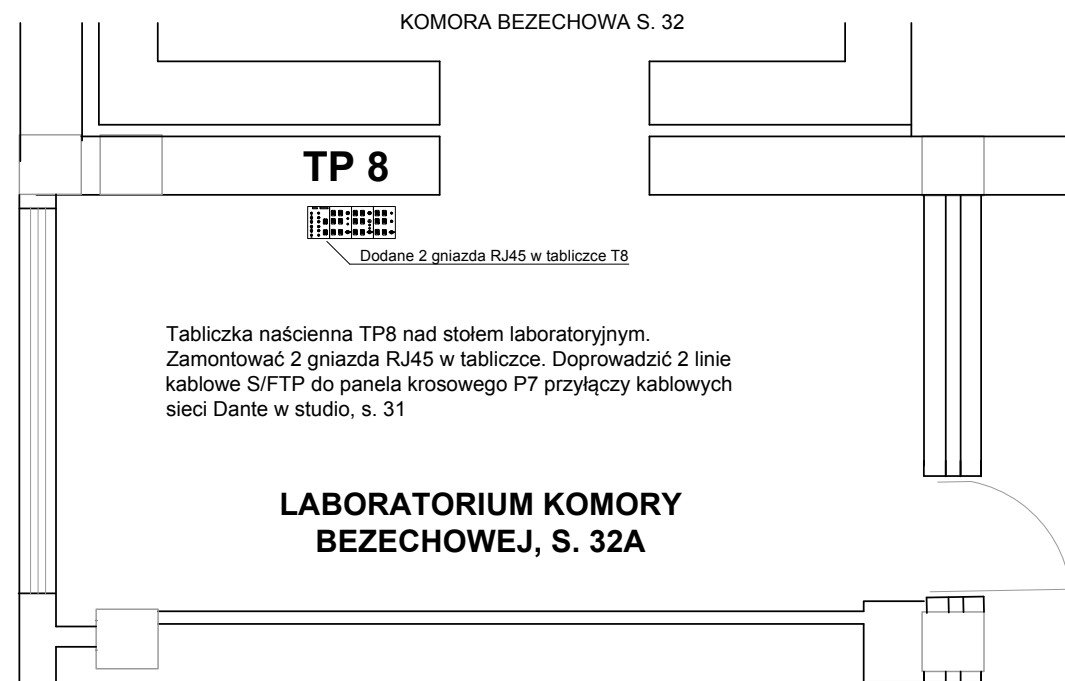 KOMORA BEZECHOWA S. 32
TP 8
Dodane 2 gniazda RJ45 w tabliczce T8
Tabliczka naścienna TP8 nad stołem laboratoryjnym.
Zamontować 2 gniazda RJ45 w tabliczce. Doprowadzić 2 linie
kablowe S/FTP do panela krosowego P7 przyłączy kablowych
sieci Dante w studio, s. 31
LABORATORIUM KOMORY
BEZECHOWEJ, S. 32A